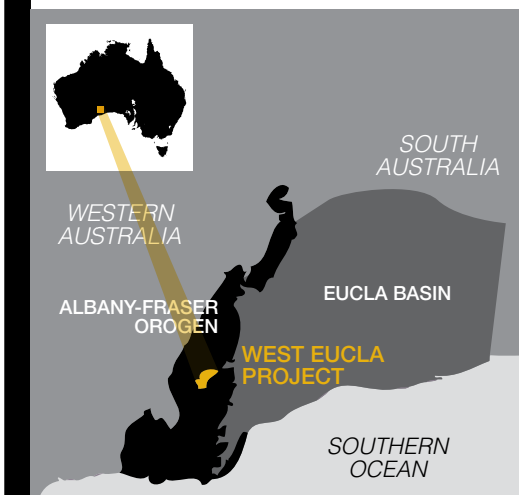 SOUTH
AUSTRALIA
WESTERN
AUSTRALIA
EUCLA BASIN
ALBANY-FRASER
OROGEN
WEST EUCLA
PROJECT
SOUTHERN
OCEAN